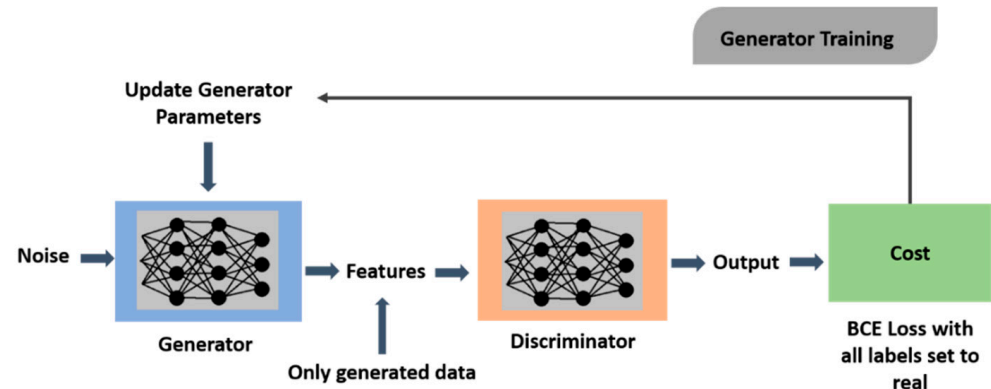 Generator Training
Update Generator
Parameters
Noise
Features
Output
Cost
Generator
Discriminator
Only generated data
BCE Loss with
all labels set to
real